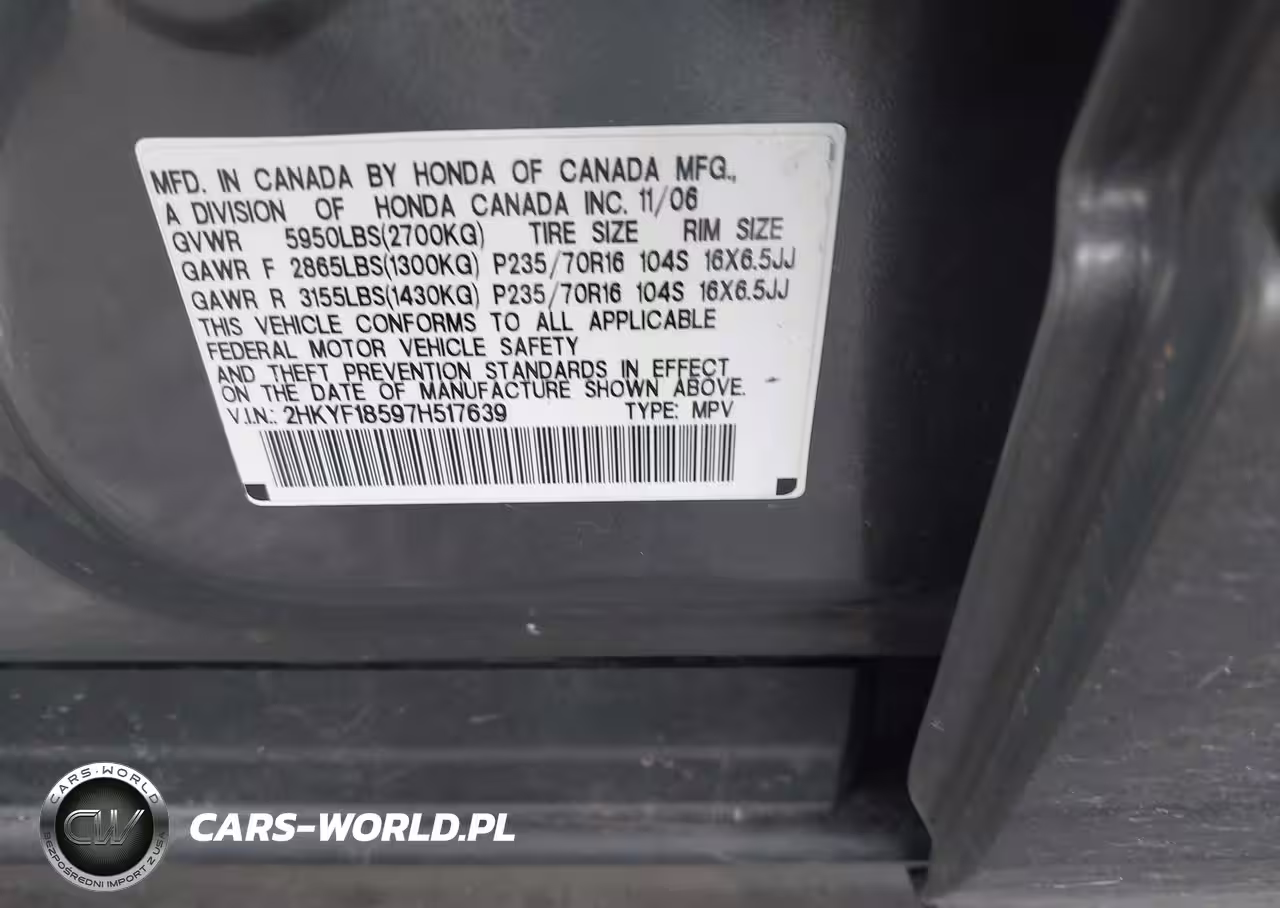 MFD. IN CANADA BY HONDA OF CANADA MFG.,
A DIVISION OF HONDA CANADA INC. 11/06
GVWR 5950LBS(2700KG) TIRE SIZE RIM SIZE
GAWR F 2865LBS(1300KG) P235/70R16 104S 16X6.5JJ
GAWR R 3155LBS(1430KG) P235/70R16 104S 16X6.5JJ
THIS VEHICLE CONFORMS TO ALL APPLICABLE
FEDERAL MOTOR VEHICLE SAFETY
AND THEFT PREVENTION STANDARDS IN EFFECT
ON THE DATE OF MANUFACTURE SHOWN ABOVE.
V.I.N.: 2HKYF18597H517639 TYPE: MPV
CARS-WORLD
CW
BEZPOŚREDNI IMPORT Z USA
CARS-WORLD.PL